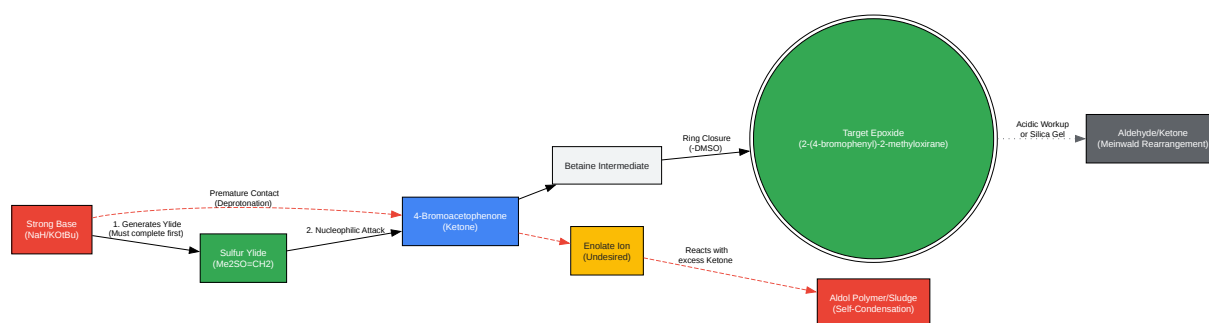 Strong Base
(NaH/KOtBu)
Premature Contact
(Deprotonation)
1. Generates Ylide
(Must complete first)
Sulfur Ylide
(Me2SO=CH2)
2. Nucleophilic Attack
4-Bromoacetophenone
(Ketone)
Betaine Intermediate
Enolate Ion
(Undesired)
Ring Closure
(-DMSO)
Reacts with
excess Ketone
Target Epoxide
(2-(4-bromophenyl)-2-methyloxirane)
Aldol Polymer/Sludge
(Self-Condensation)
Acidic Workup
or Silica Gel
Aldehyde/Ketone
(Meinwald Rearrangement)